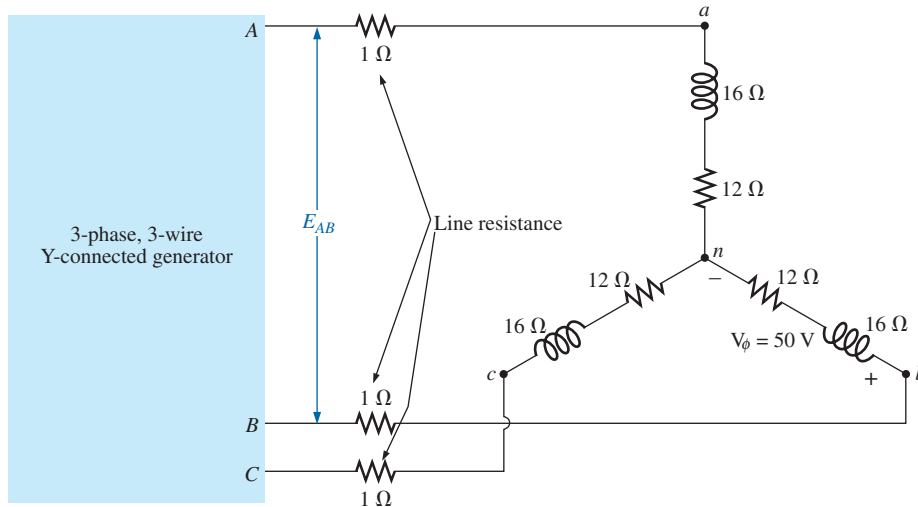 a
A
1 Ω
16 Ω
12 Ω
E_AB
Line resistance
3-phase, 3-wire
Y-connected generator
n
–
12 Ω
12 Ω
16 Ω
16 Ω
V_ϕ = 50 V
c
+
1 Ω
B
C
1 Ω